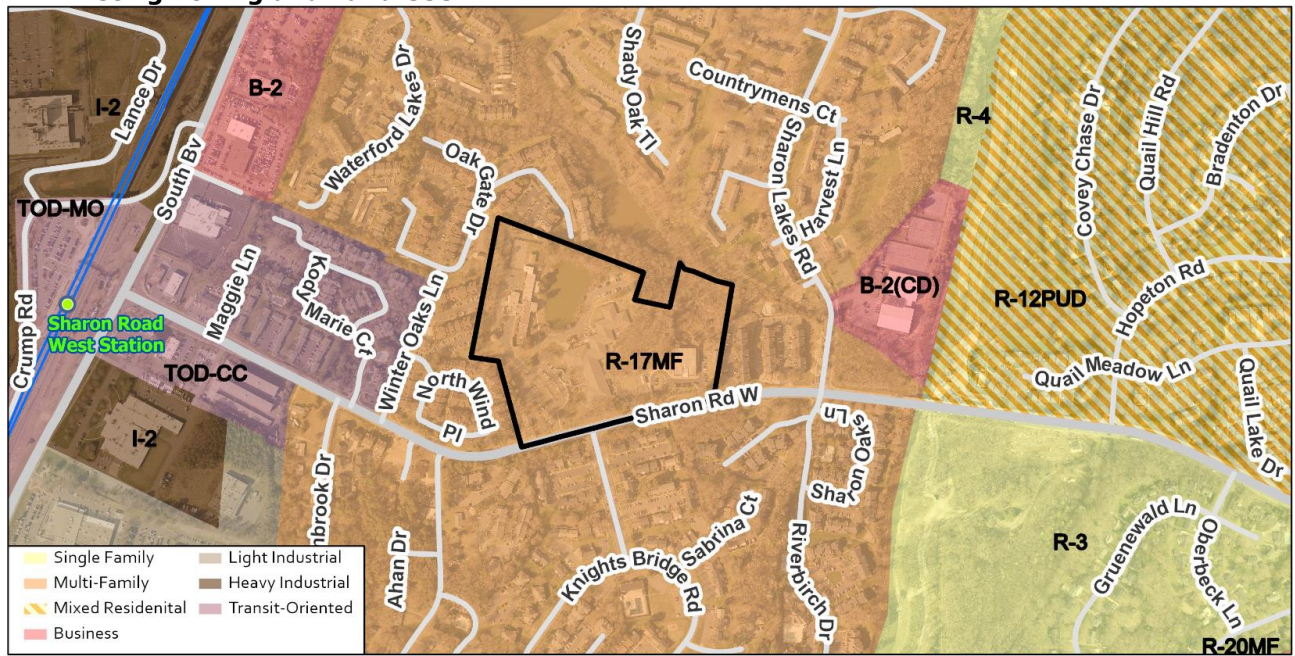 B-2
I-2
Lance Dr
South Bv
TOD-MO
Crump Rd
Sharon Road
West Station
Waterford Lakes Dr
Oak Gate Dr
Shady Oak Tl
Countrymens Ct
Sharon Lakes Rd
Harvest Ln
R-4
Covey Chase Dr
Quail Hill Rd
Bradenton Dr
B-2(CD)
R-12PUD
Hopeton Rd
Quail Meadow Ln
Quail Lake Dr
Maggie Ln
Kody Marie Ct
Winter Oaks Ln
North Wind Pl
TOD-CC
I-2
R-17MF
Sharon Rd W
Sharon Oaks Ln
nbrook Dr
Ahan Dr
Knights Bridge Rd
Sabrina Ct
Riverbirch Dr
R-3
Gruenewald Ln
Oberbeck Ln
R-20MF
Single Family
Multi-Family
Mixed Residenital
Business
Light Industrial
Heavy Industrial
Transit-Oriented